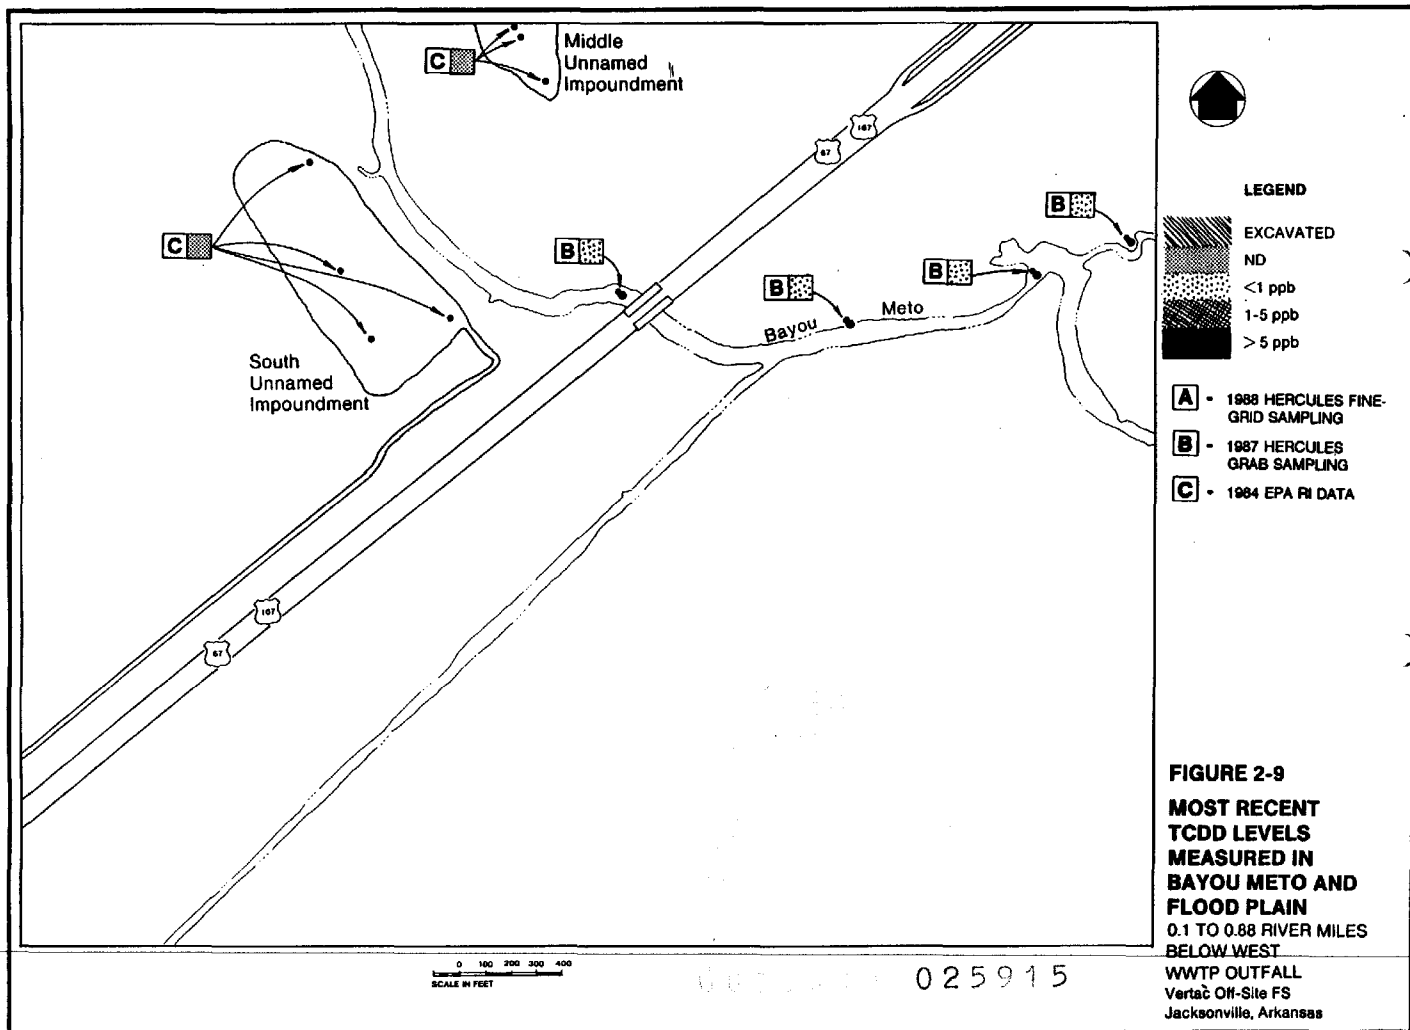 C
Middle
Unnamed
Impoundment
167
67
B
C
B
B
B
Meto
Bayou
South
Unnamed
Impoundment
167
67
LEGEND
EXCAVATED
ND
<1 ppb
1-5 ppb
> 5 ppb
A - 1988 HERCULES FINE-
GRID SAMPLING
B - 1987 HERCULES
GRAB SAMPLING
C - 1984 EPA RI DATA
FIGURE 2-9
MOST RECENT
TCDD LEVELS
MEASURED IN
BAYOU METO AND
FLOOD PLAIN
0.1 TO 0.88 RIVER MILES
BELOW WEST
WWTP OUTFALL
Vertac Off-Site FS
Jacksonville, Arkansas
0 100 200 300 400
SCALE IN FEET
025915